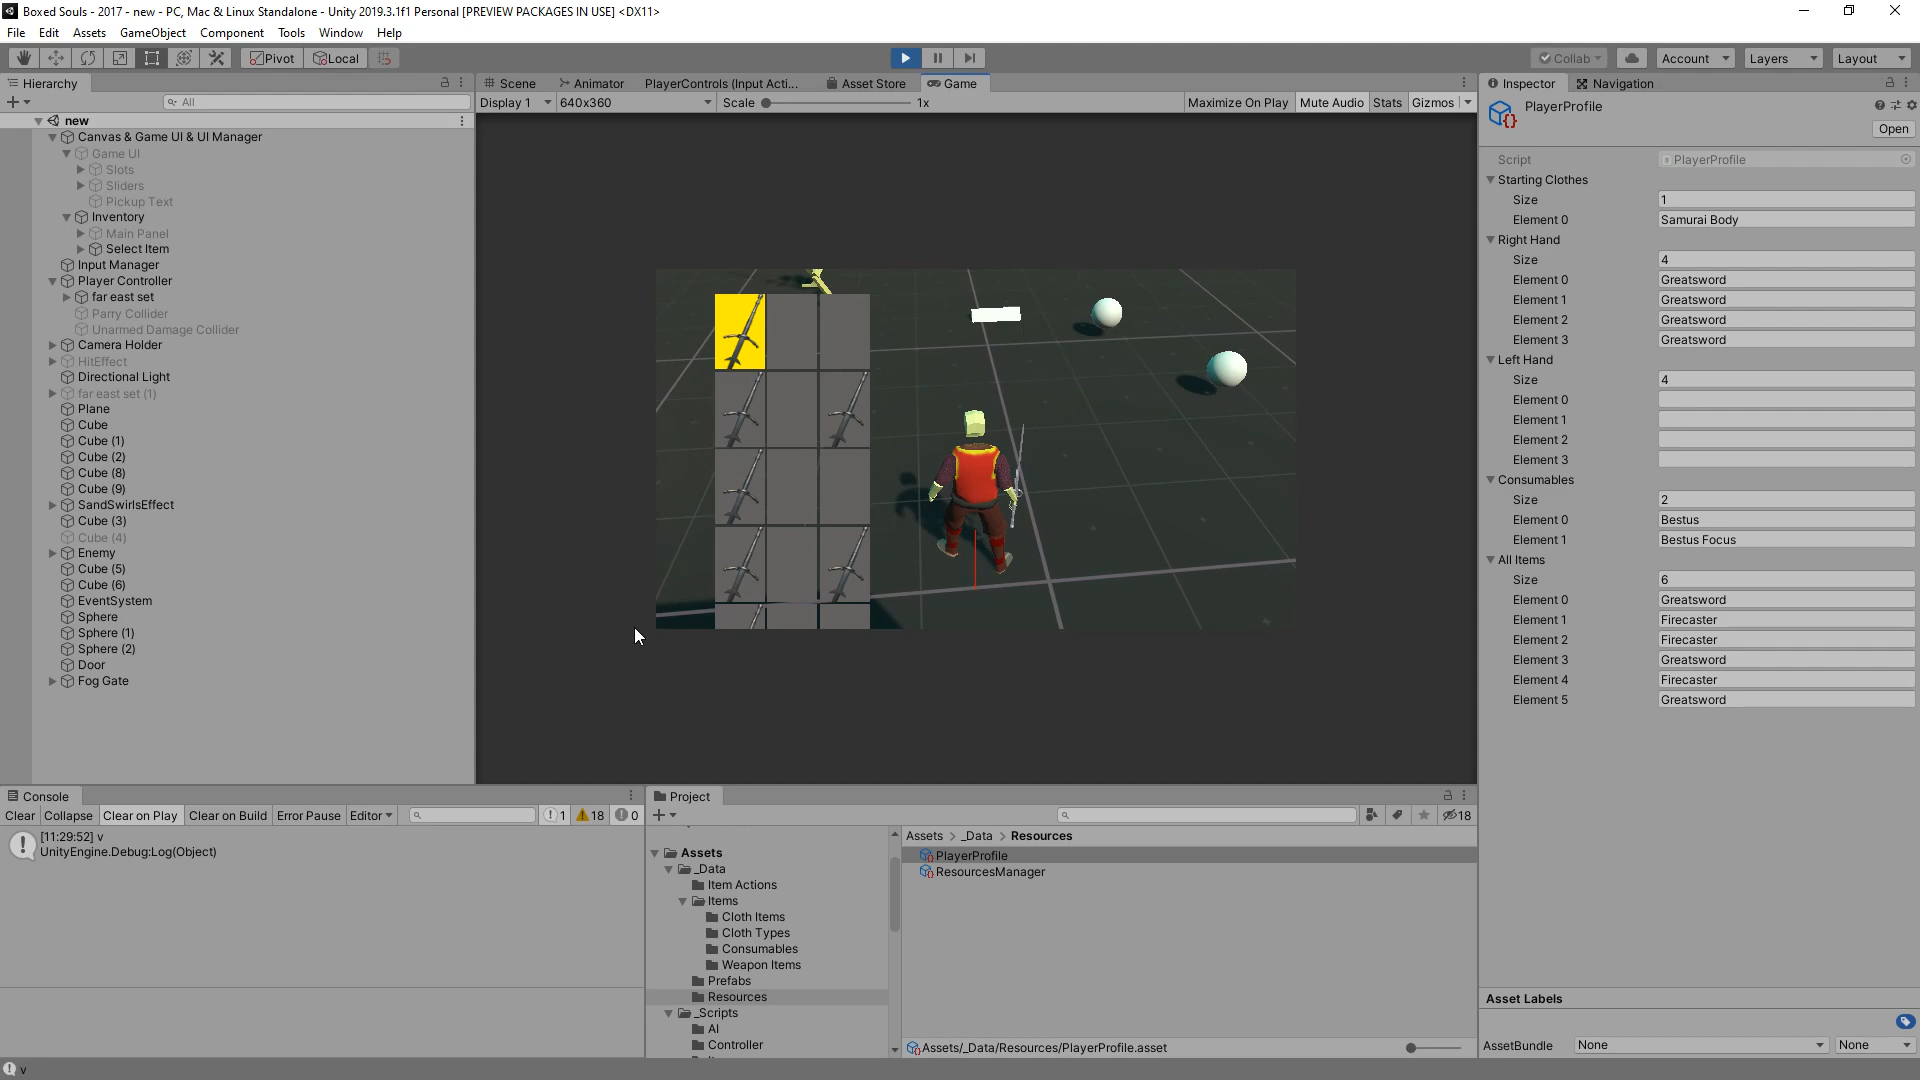 Boxed Souls - 2017 - new - PC, Mac & Linux Standalone - Unity 2019.3.1f1 Personal [PREVIEW PACKAGES IN USE] <DX11>
File Edit Assets GameObject Component Tools Window Help
Pivot Local Collab Account Layers Layout
Hierarchy
All
new
Canvas & Game UI & UI Manager
Game UI
Slots
Sliders
Pickup Text
Inventory
Main Panel
Select Item
Input Manager
Player Controller
far east set
Parry Collider
Unarmed Damage Collider
Camera Holder
HitEffect
Directional Light
far east set (1)
Plane
Cube
Cube (1)
Cube (2)
Cube (8)
Cube (9)
SandSwirlsEffect
Cube (3)
Cube (4)
Enemy
Cube (5)
Cube (6)
EventSystem
Sphere
Sphere (1)
Sphere (2)
Door
Fog Gate
Scene Animator PlayerControls (Input Acti... Asset Store Game
Display 1 640x360 Scale 1x Maximize On Play Mute Audio Stats Gizmos
Inspector Navigation
PlayerProfile
Open
Script PlayerProfile
Starting Clothes
Size 1
Element 0 Samurai Body
Right Hand
Size 4
Element 0 Greatsword
Element 1 Greatsword
Element 2 Greatsword
Element 3 Greatsword
Left Hand
Size 4
Element 0
Element 1
Element 2
Element 3
Consumables
Size 2
Element 0 Bestus
Element 1 Bestus Focus
All Items
Size 6
Element 0 Greatsword
Element 1 Firecaster
Element 2 Firecaster
Element 3 Greatsword
Element 4 Firecaster
Element 5 Greatsword
Asset Labels
AssetBundle None None
Console
Clear Collapse Clear on Play Clear on Build Error Pause Editor 1 18 0
[11:29:52] v
UnityEngine.Debug:Log(Object)
Project
18
Assets
_Data
Item Actions
Items
Cloth Items
Cloth Types
Consumables
Weapon Items
Prefabs
Resources
_Scripts
AI
Controller
Assets > _Data > Resources
PlayerProfile
ResourcesManager
Assets/_Data/Resources/PlayerProfile.asset
v